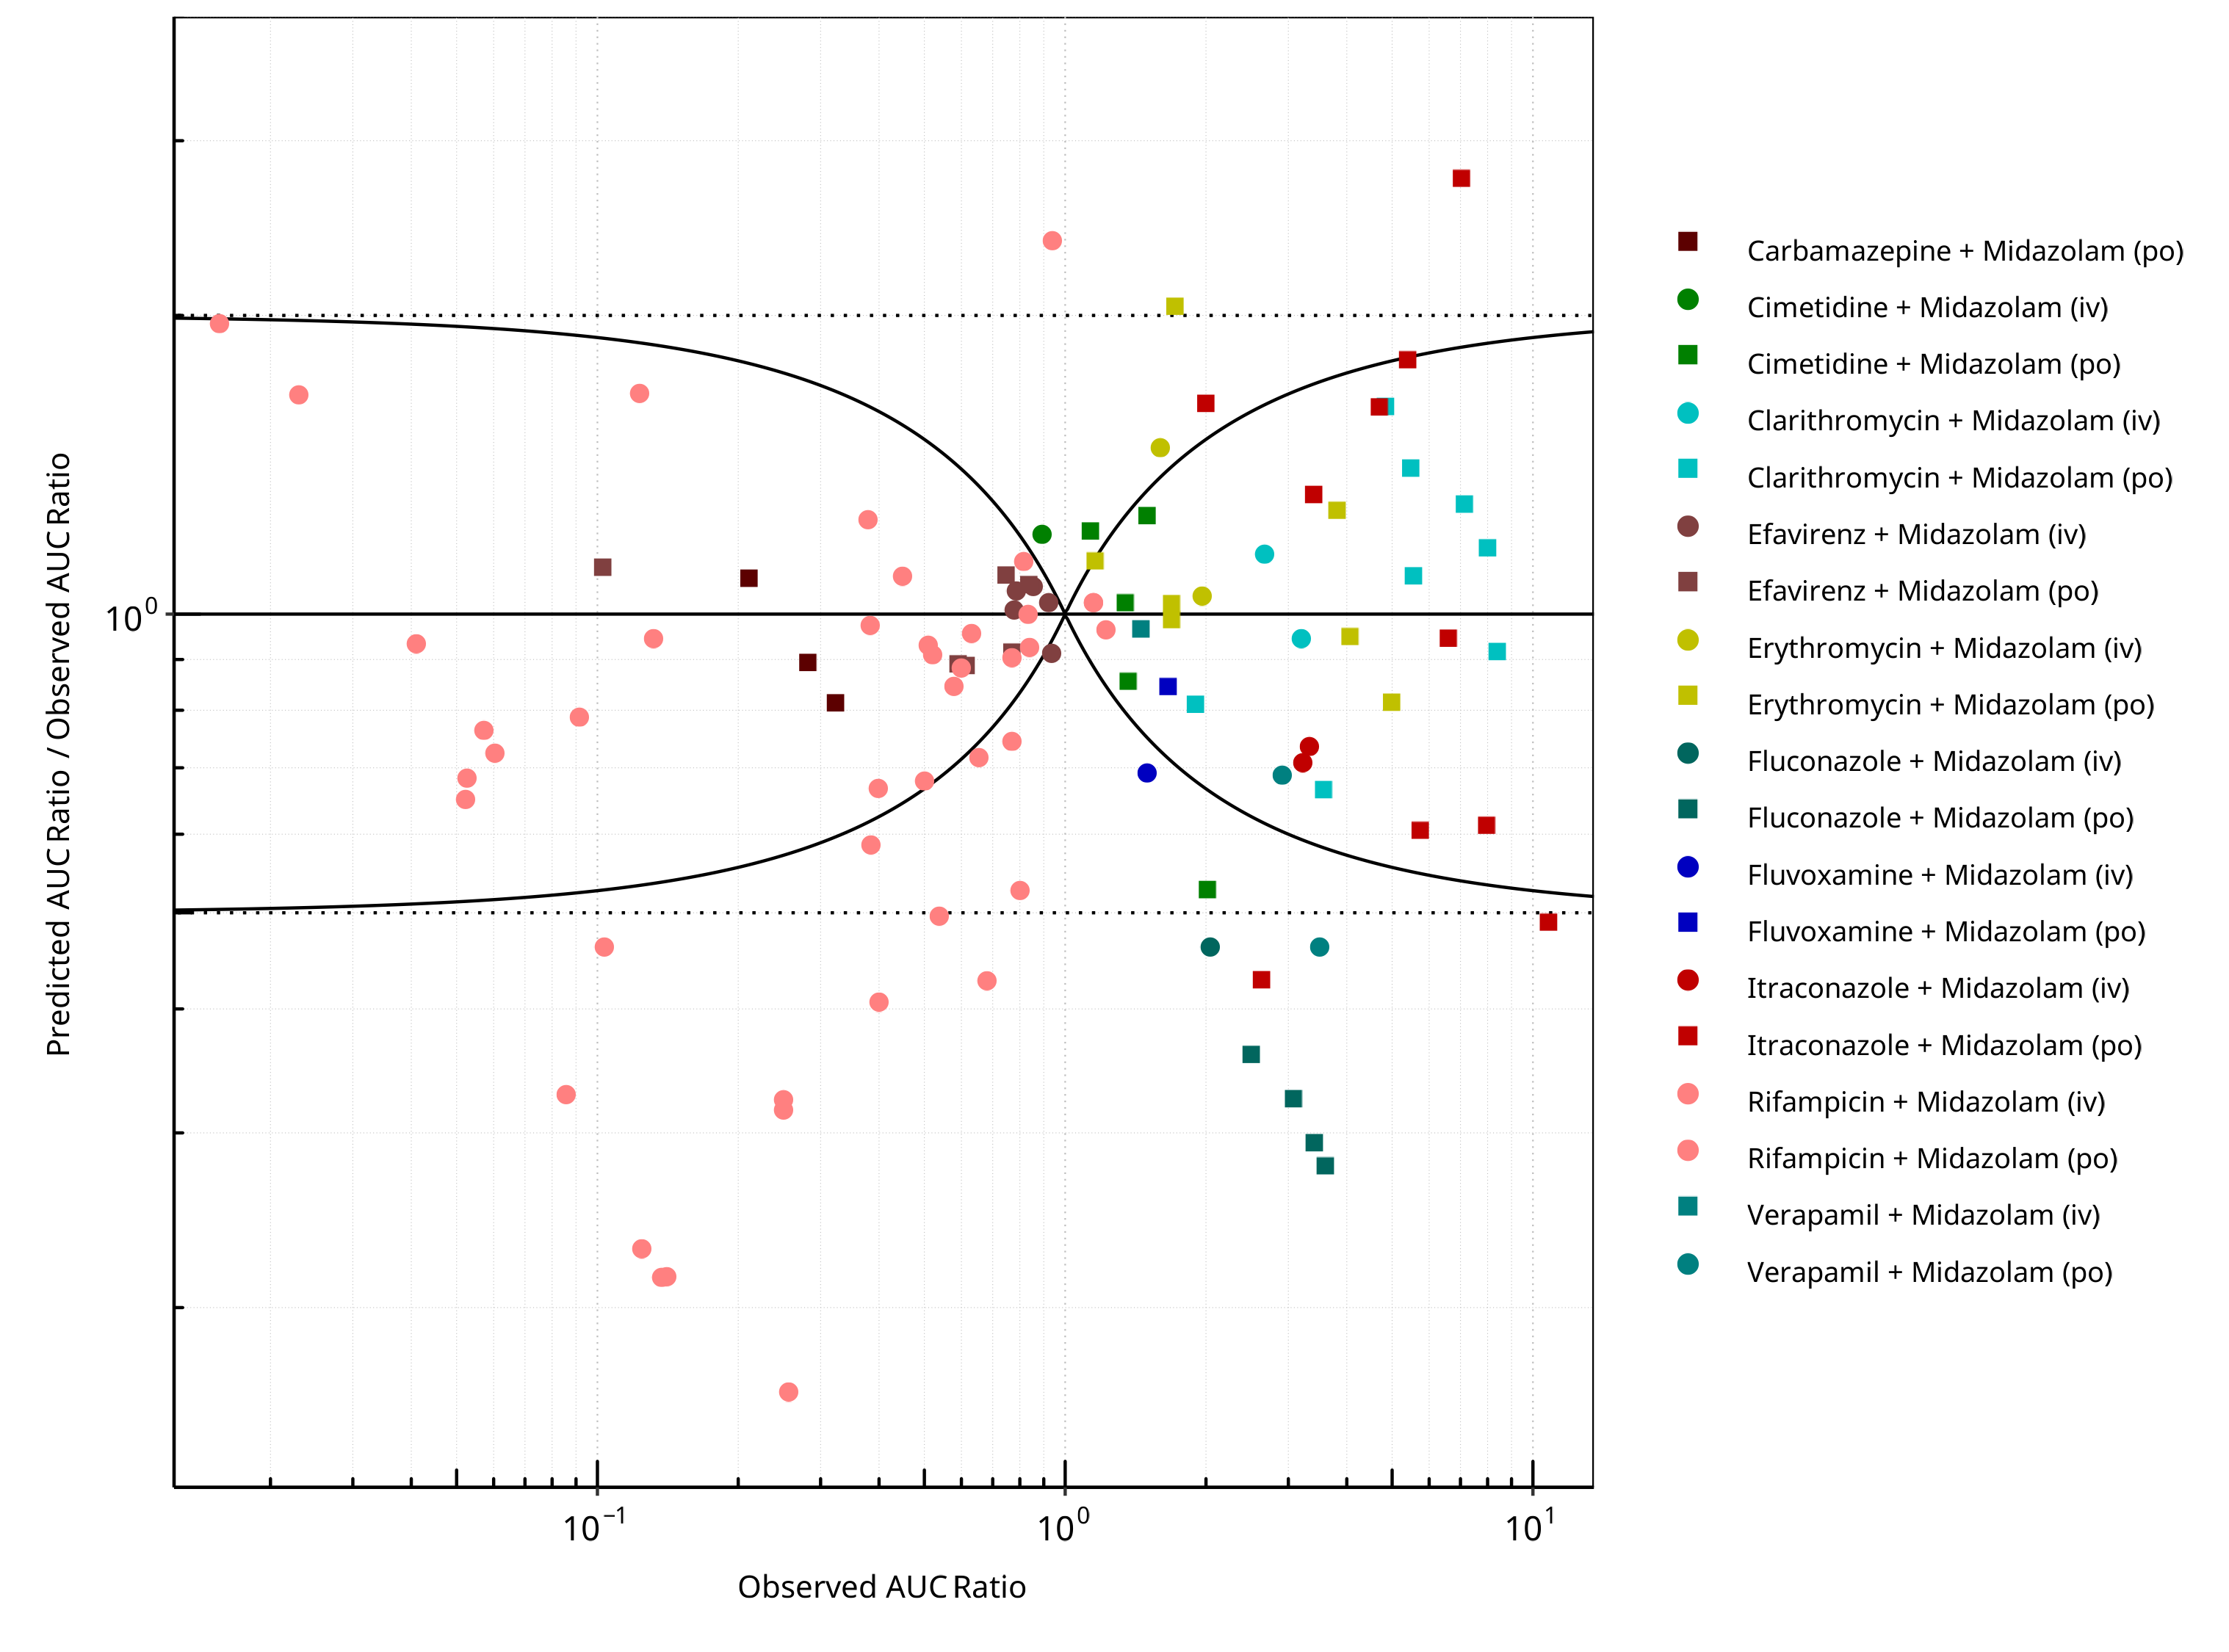 Predicted AUC Ratio / Observed AUC Ratio
10^0
10^−1
10^0
10^1
Observed AUC Ratio
Carbamazepine + Midazolam (po)
Cimetidine + Midazolam (iv)
Cimetidine + Midazolam (po)
Clarithromycin + Midazolam (iv)
Clarithromycin + Midazolam (po)
Efavirenz + Midazolam (iv)
Efavirenz + Midazolam (po)
Erythromycin + Midazolam (iv)
Erythromycin + Midazolam (po)
Fluconazole + Midazolam (iv)
Fluconazole + Midazolam (po)
Fluvoxamine + Midazolam (iv)
Fluvoxamine + Midazolam (po)
Itraconazole + Midazolam (iv)
Itraconazole + Midazolam (po)
Rifampicin + Midazolam (iv)
Rifampicin + Midazolam (po)
Verapamil + Midazolam (iv)
Verapamil + Midazolam (po)